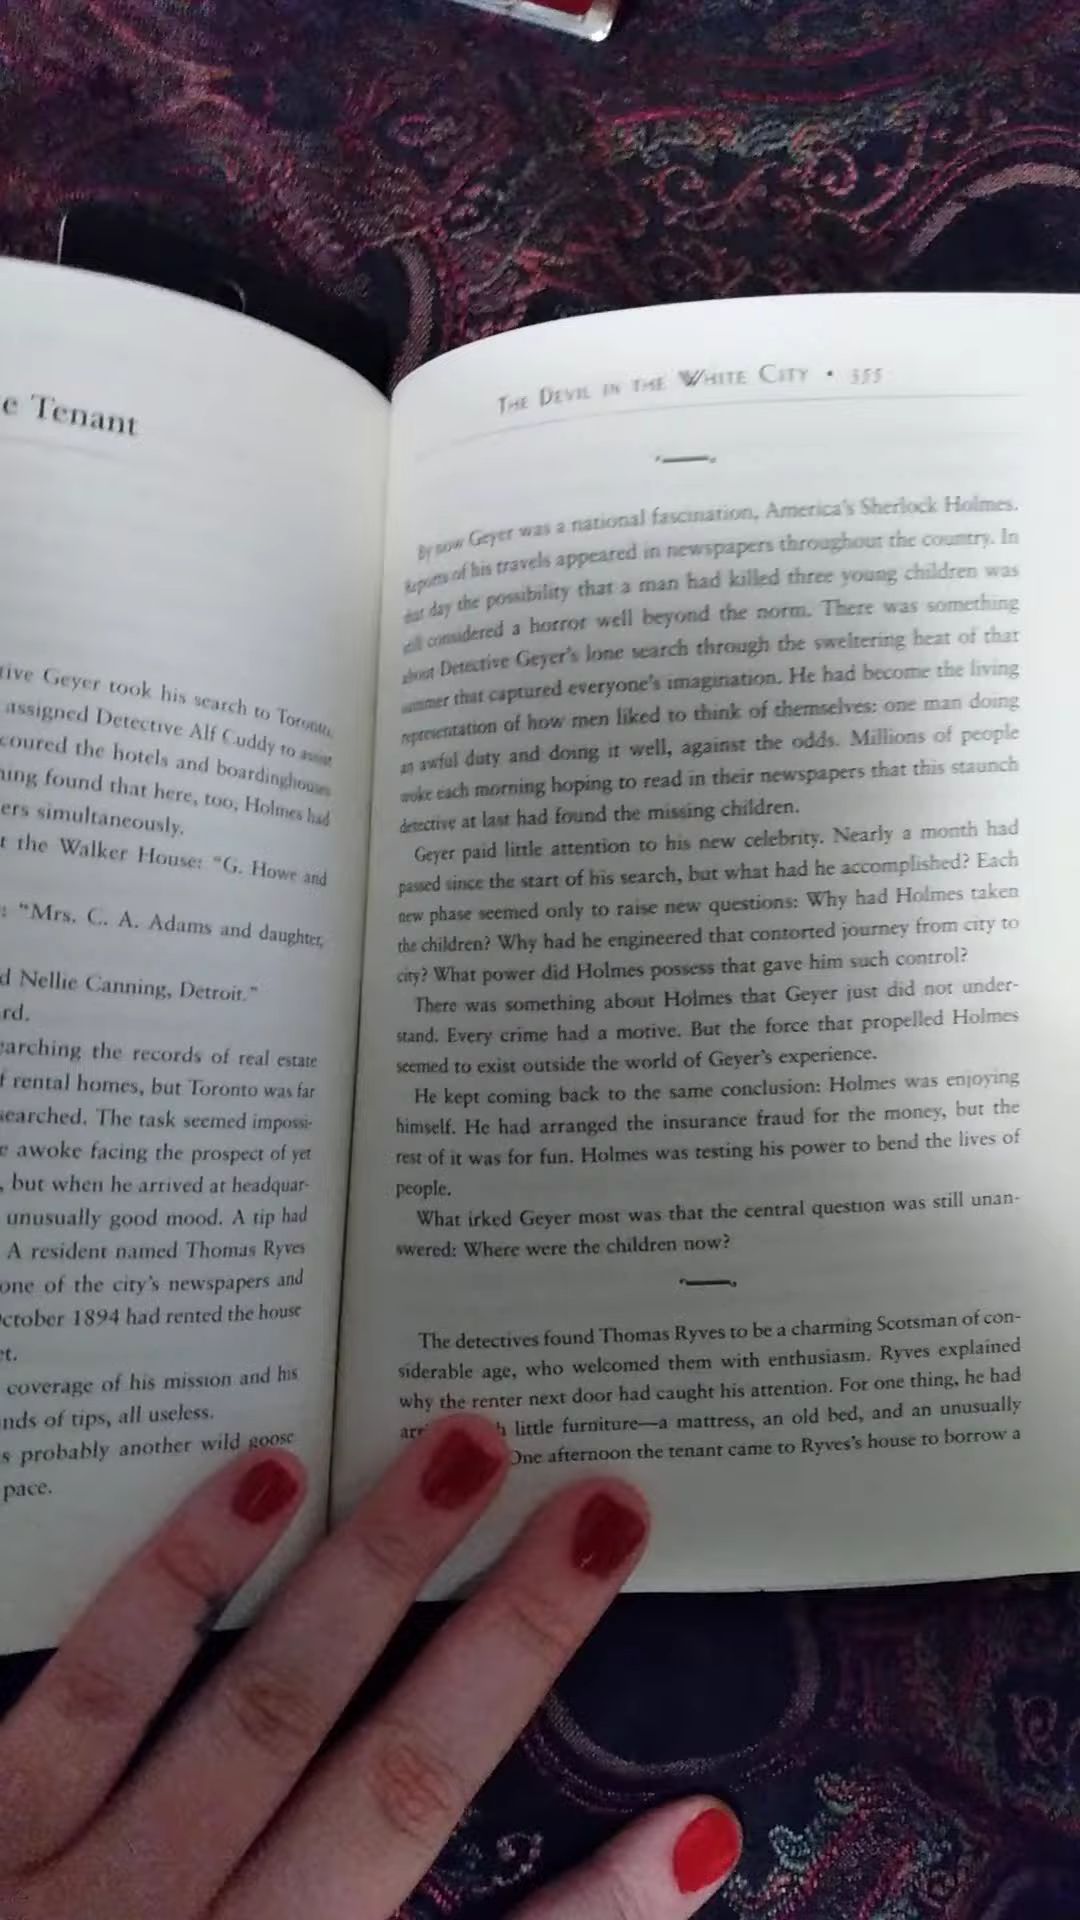 e Tenant
tive Geyer took his search to Toronto,
assigned Detective Alf Cuddy to assist
coured the hotels and boardinghouses
ning found that here, too, Holmes had
ers simultaneously.
t the Walker House: "G. Howe and
: "Mrs. C. A. Adams and daughter,
d Nellie Canning, Detroit."
rd.
earching the records of real estate
f rental homes, but Toronto was far
searched. The task seemed impossi-
e awoke facing the prospect of yet
, but when he arrived at headquar-
unusually good mood. A tip had
A resident named Thomas Ryves
one of the city's newspapers and
October 1894 had rented the house
et.
coverage of his mission and his
nds of tips, all useless.
s probably another wild goose
pace.
THE DEVIL IN THE WHITE CITY • 355
By now Geyer was a national fascination, America's Sherlock Holmes.
Reports of his travels appeared in newspapers throughout the country. In
that day the possibility that a man had killed three young children was
still considered a horror well beyond the norm. There was something
about Detective Geyer's lone search through the sweltering heat of that
summer that captured everyone's imagination. He had become the living
representation of how men liked to think of themselves: one man doing
an awful duty and doing it well, against the odds. Millions of people
woke each morning hoping to read in their newspapers that this staunch
detective at last had found the missing children.
Geyer paid little attention to his new celebrity. Nearly a month had
passed since the start of his search, but what had he accomplished? Each
new phase seemed only to raise new questions: Why had Holmes taken
the children? Why had he engineered that contorted journey from city to
city? What power did Holmes possess that gave him such control?
There was something about Holmes that Geyer just did not under-
stand. Every crime had a motive. But the force that propelled Holmes
seemed to exist outside the world of Geyer's experience.
He kept coming back to the same conclusion: Holmes was enjoying
himself. He had arranged the insurance fraud for the money, but the
rest of it was for fun. Holmes was testing his power to bend the lives of
people.
What irked Geyer most was that the central question was still unan-
swered: Where were the children now?
The detectives found Thomas Ryves to be a charming Scotsman of con-
siderable age, who welcomed them with enthusiasm. Ryves explained
why the renter next door had caught his attention. For one thing, he had
arr h little furniture—a mattress, an old bed, and an unusually
One afternoon the tenant came to Ryves's house to borrow a